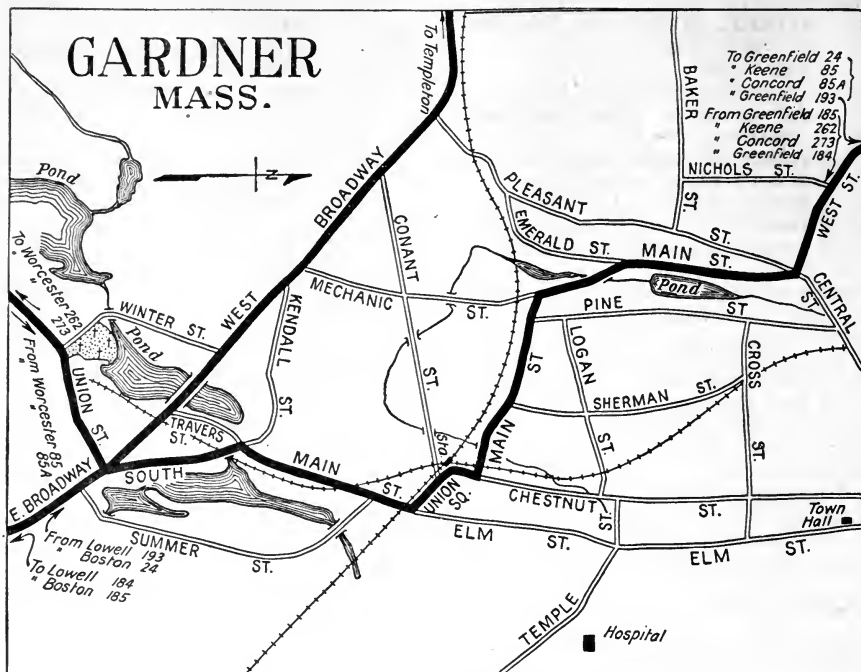 GARDNER
MASS.
To Templeton
To Greenfield 24
" Keene 85
" Concord 85A
" Greenfield 193
From Greenfield 185
" Keene 262
" Concord 273
" Greenfield 184
BAKER ST.
NICHOLS ST.
WEST ST.
Pond
N
WEST BROADWAY
CONANT ST.
PLEASANT ST.
EMERALD ST.
MAIN ST.
CENTRAL ST
Pond
MECHANIC ST.
KENDALL ST.
PINE ST
To Worcester 262
" " 273
From Worcester 85
" " 85A
WINTER ST.
Pond
UNION ST.
TRAVERS ST.
LOGAN ST.
CROSS ST.
SHERMAN ST.
MAIN ST
Sta.
SOUTH MAIN ST.
UNION SQ.
CHESTNUT ST.
ST
Town Hall
E. BROADWAY
SUMMER ST.
ELM ST.
ELM ST.
From Lowell 193
" Boston 24
To Lowell 184
" Boston 185
TEMPLE
Hospital